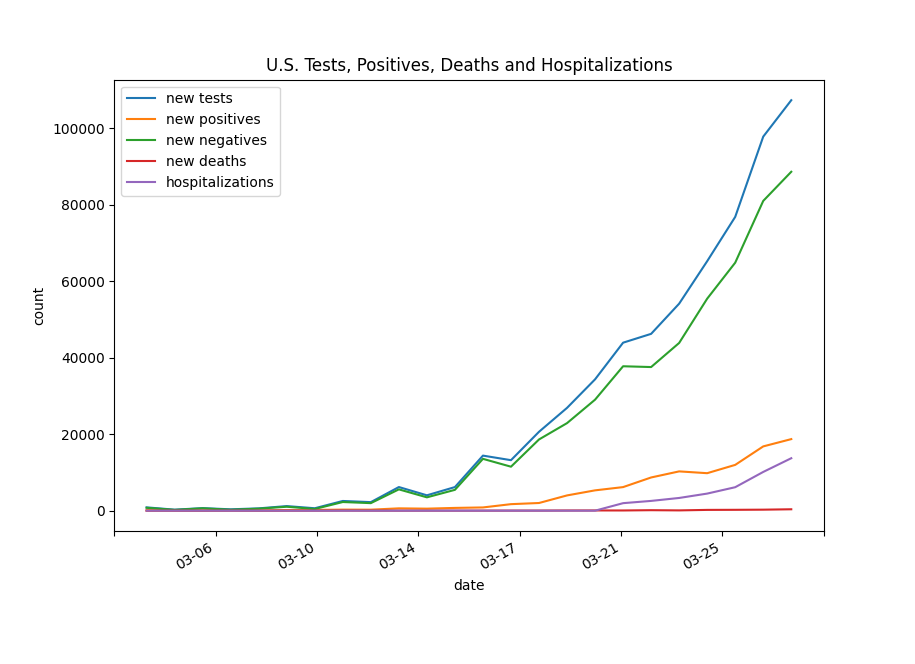 U.S. Tests, Positives, Deaths and Hospitalizations
new tests
new positives
new negatives
new deaths
hospitalizations
100000
80000
60000
40000
20000
0
count
03-06
03-10
03-14
03-17
03-21
03-25
date